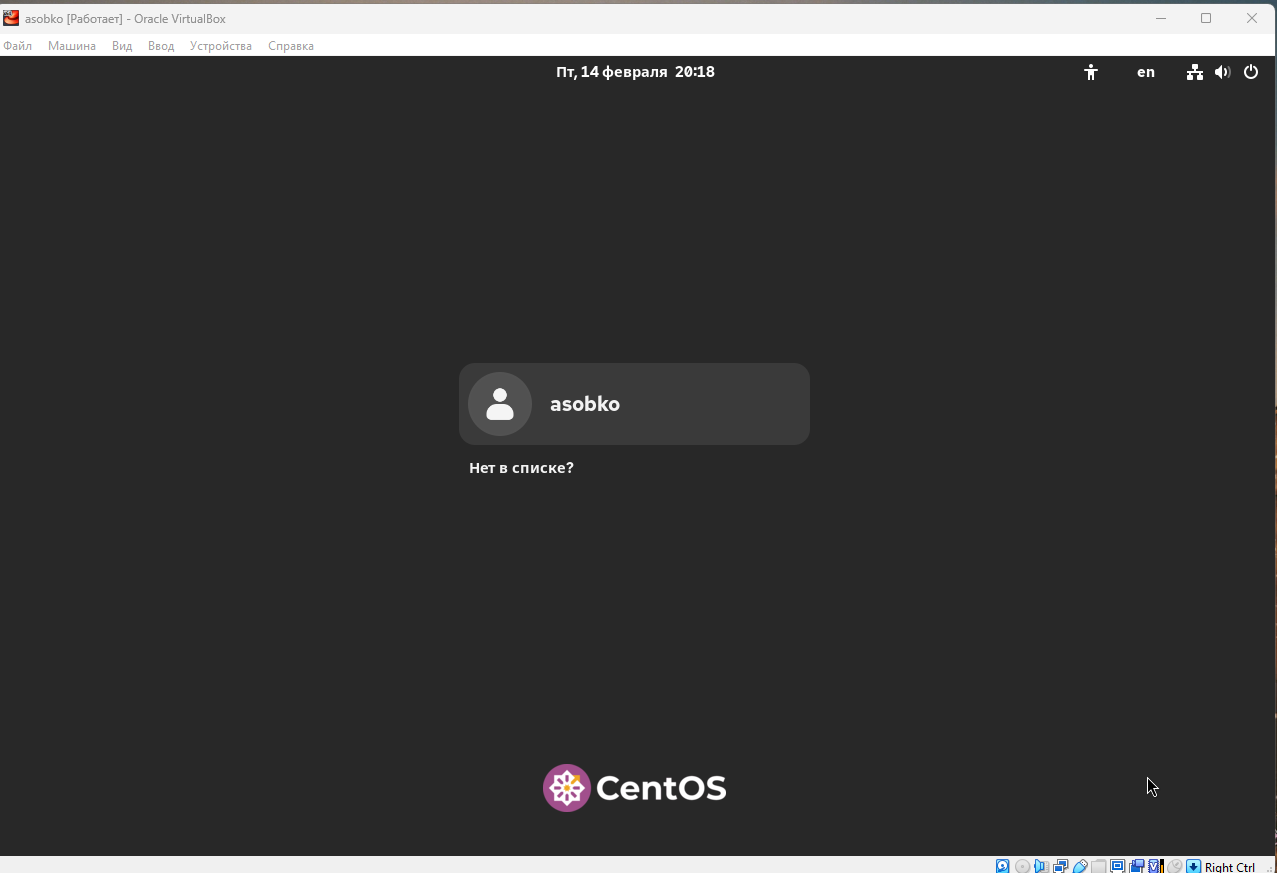 asobko [Работает] - Oracle VirtualBox
Файл Машина Вид Ввод Устройства Справка
Пт, 14 февраля 20:18 en
asobko
Нет в списке?
CentOS
Right Ctrl